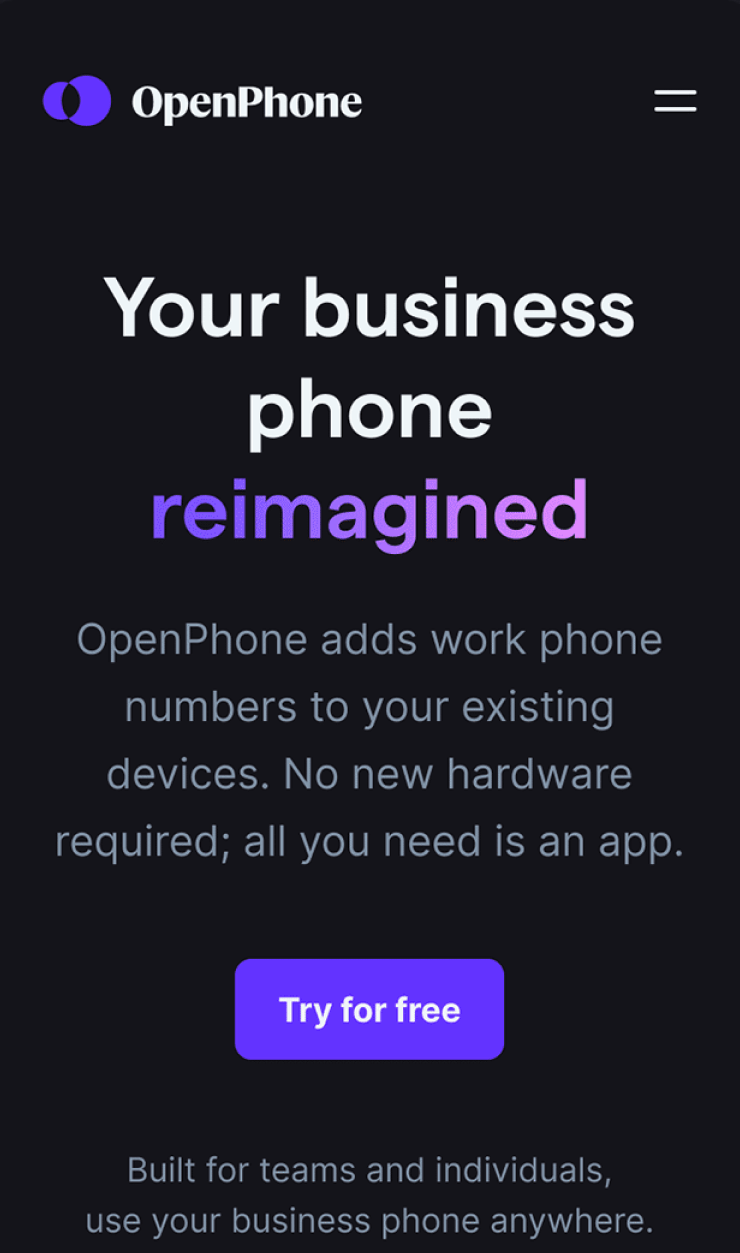 OpenPhone
Your business
phone
reimagined
OpenPhone adds work phone
numbers to your existing
devices. No new hardware
required; all you need is an app.
Try for free
Built for teams and individuals,
use your business phone anywhere.